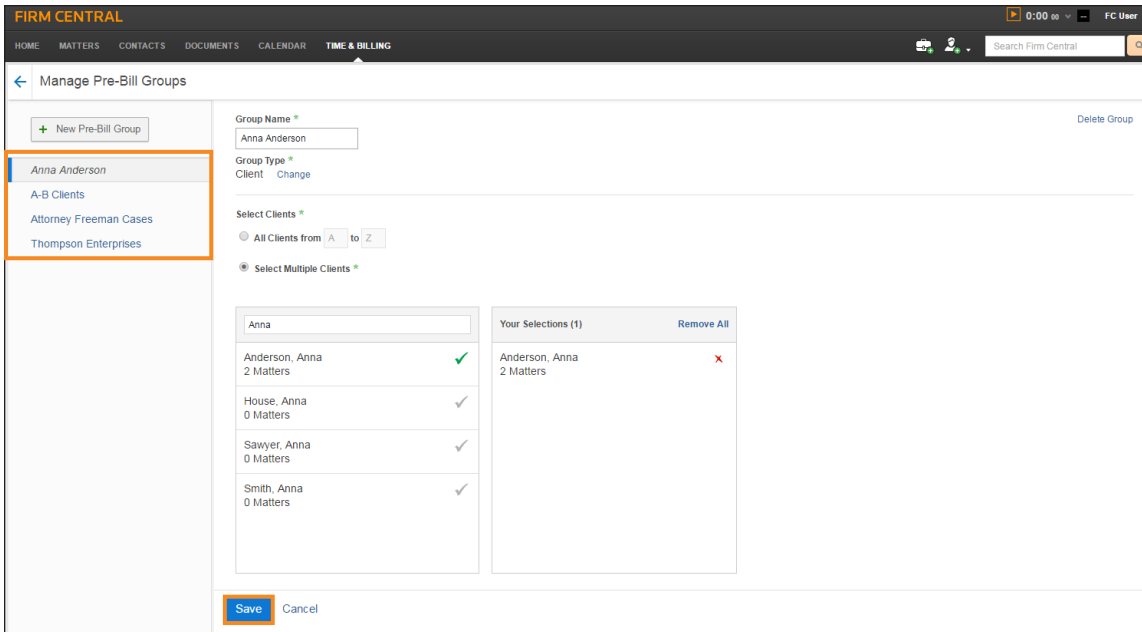 FIRM CENTRAL
0:00 00
FC User
HOME MATTERS CONTACTS DOCUMENTS CALENDAR TIME & BILLING
Search Firm Central
Manage Pre-Bill Groups
+ New Pre-Bill Group
Anna Anderson
A-B Clients
Attorney Freeman Cases
Thompson Enterprises
Group Name *
Delete Group
Anna Anderson
Group Type *
Client Change
Select Clients *
All Clients from A to Z
Select Multiple Clients *
Anna
Anderson, Anna
2 Matters
House, Anna
0 Matters
Sawyer, Anna
0 Matters
Smith, Anna
0 Matters
Your Selections (1) Remove All
Anderson, Anna
2 Matters
Save Cancel